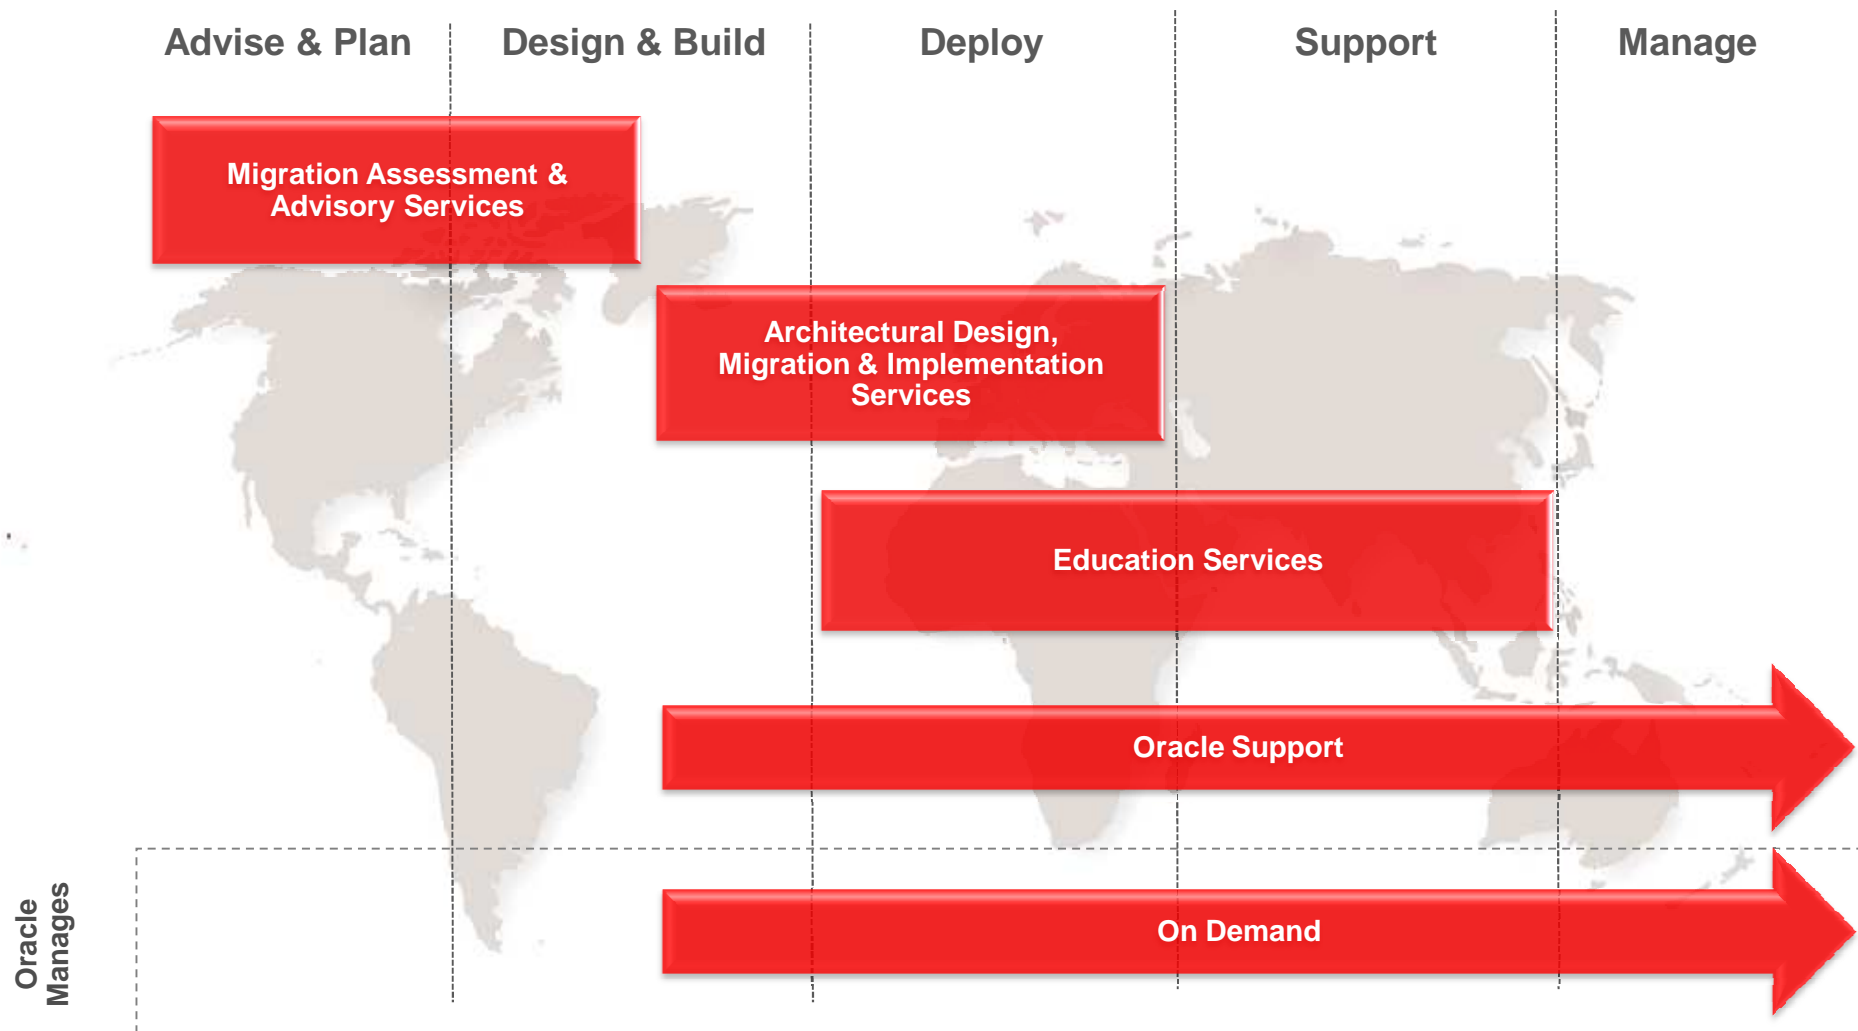 Advise & Plan
Design & Build
Deploy
Support
Manage
Migration Assessment &
Advisory Services
Architectural Design,
Migration & Implementation
Services
Education Services
Oracle Support
Oracle
Manages
On Demand